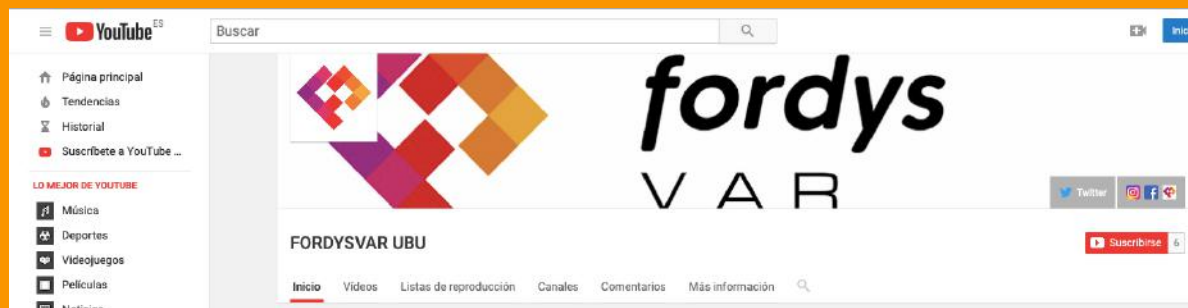 YouTube ES
Buscar
Inic
Página principal
Tendencias
Historial
Suscríbete a YouTube ...
LO MEJOR DE YOUTUBE
Música
Deportes
Videojuegos
Películas
Noticias
fordys
VAR
Twitter
FORDYSVAR UBU
Suscribirse 6
Inicio Vídeos Listas de reproducción Canales Comentarios Más información